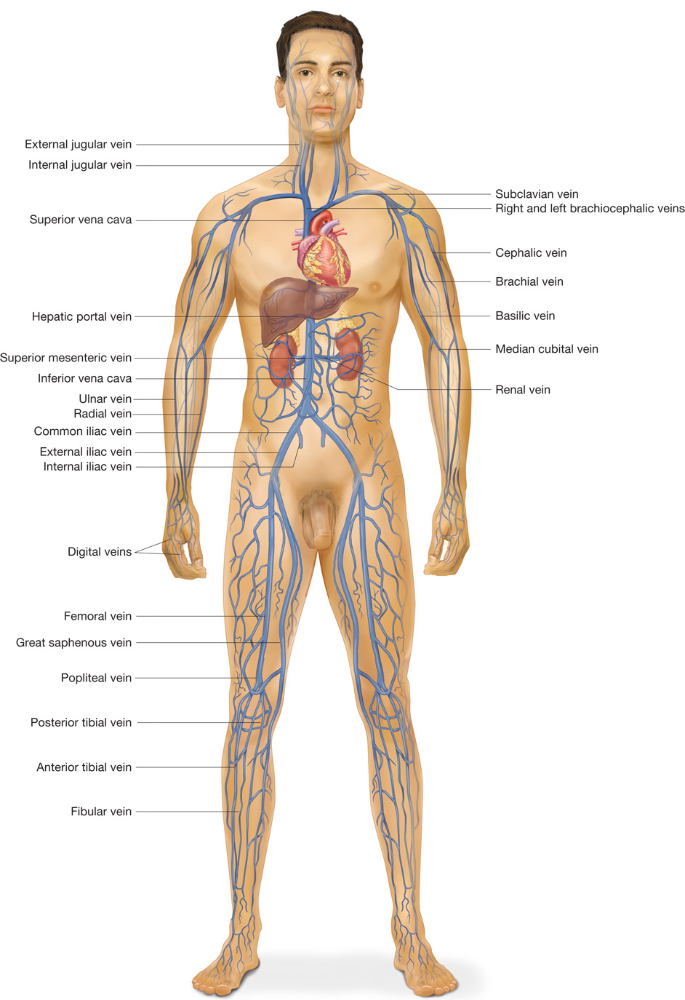 External jugular vein
Internal jugular vein
Superior vena cava
Hepatic portal vein
Superior mesenteric vein
Inferior vena cava
Ulnar vein
Radial vein
Common iliac vein
External iliac vein
Internal iliac vein
Digital veins
Femoral vein
Great saphenous vein
Popliteal vein
Posterior tibial vein
Anterior tibial vein
Fibular vein
Subclavian vein
Right and left brachiocephalic veins
Cephalic vein
Brachial vein
Basilic vein
Median cubital vein
Renal vein